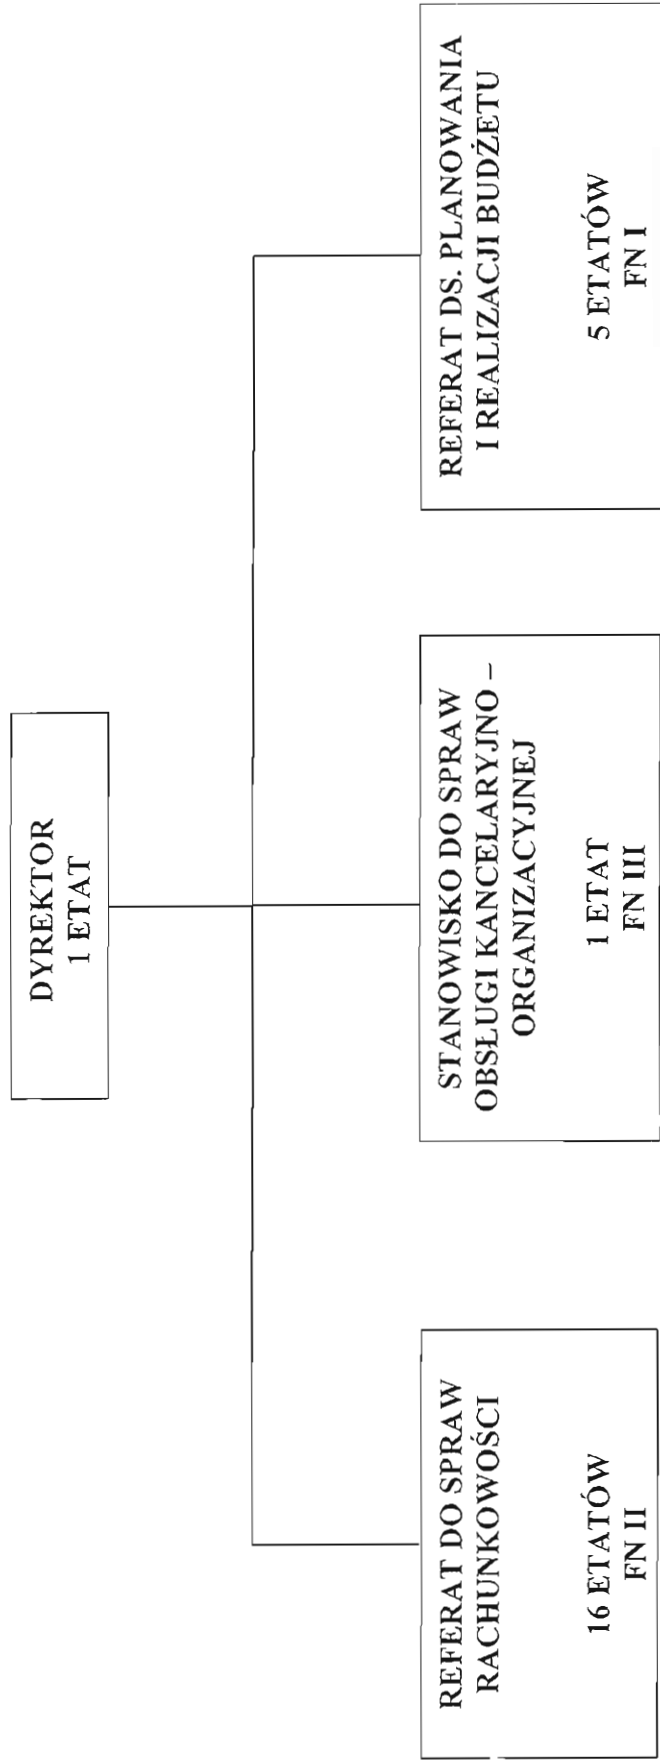 DYREKTOR
1 ETAT
REFERAT DO SPRAW
RACHUNKOWOŚCI
16 ETATÓW
FN II
STANOWISKO DO SPRAW
OBSŁUGI KANCELARYJNO –
ORGANIZACYJNEJ
1 ETAT
FN III
REFERAT DS. PLANOWANIA
I REALIZACJI BUDŻETU
5 ETATÓW
FN I